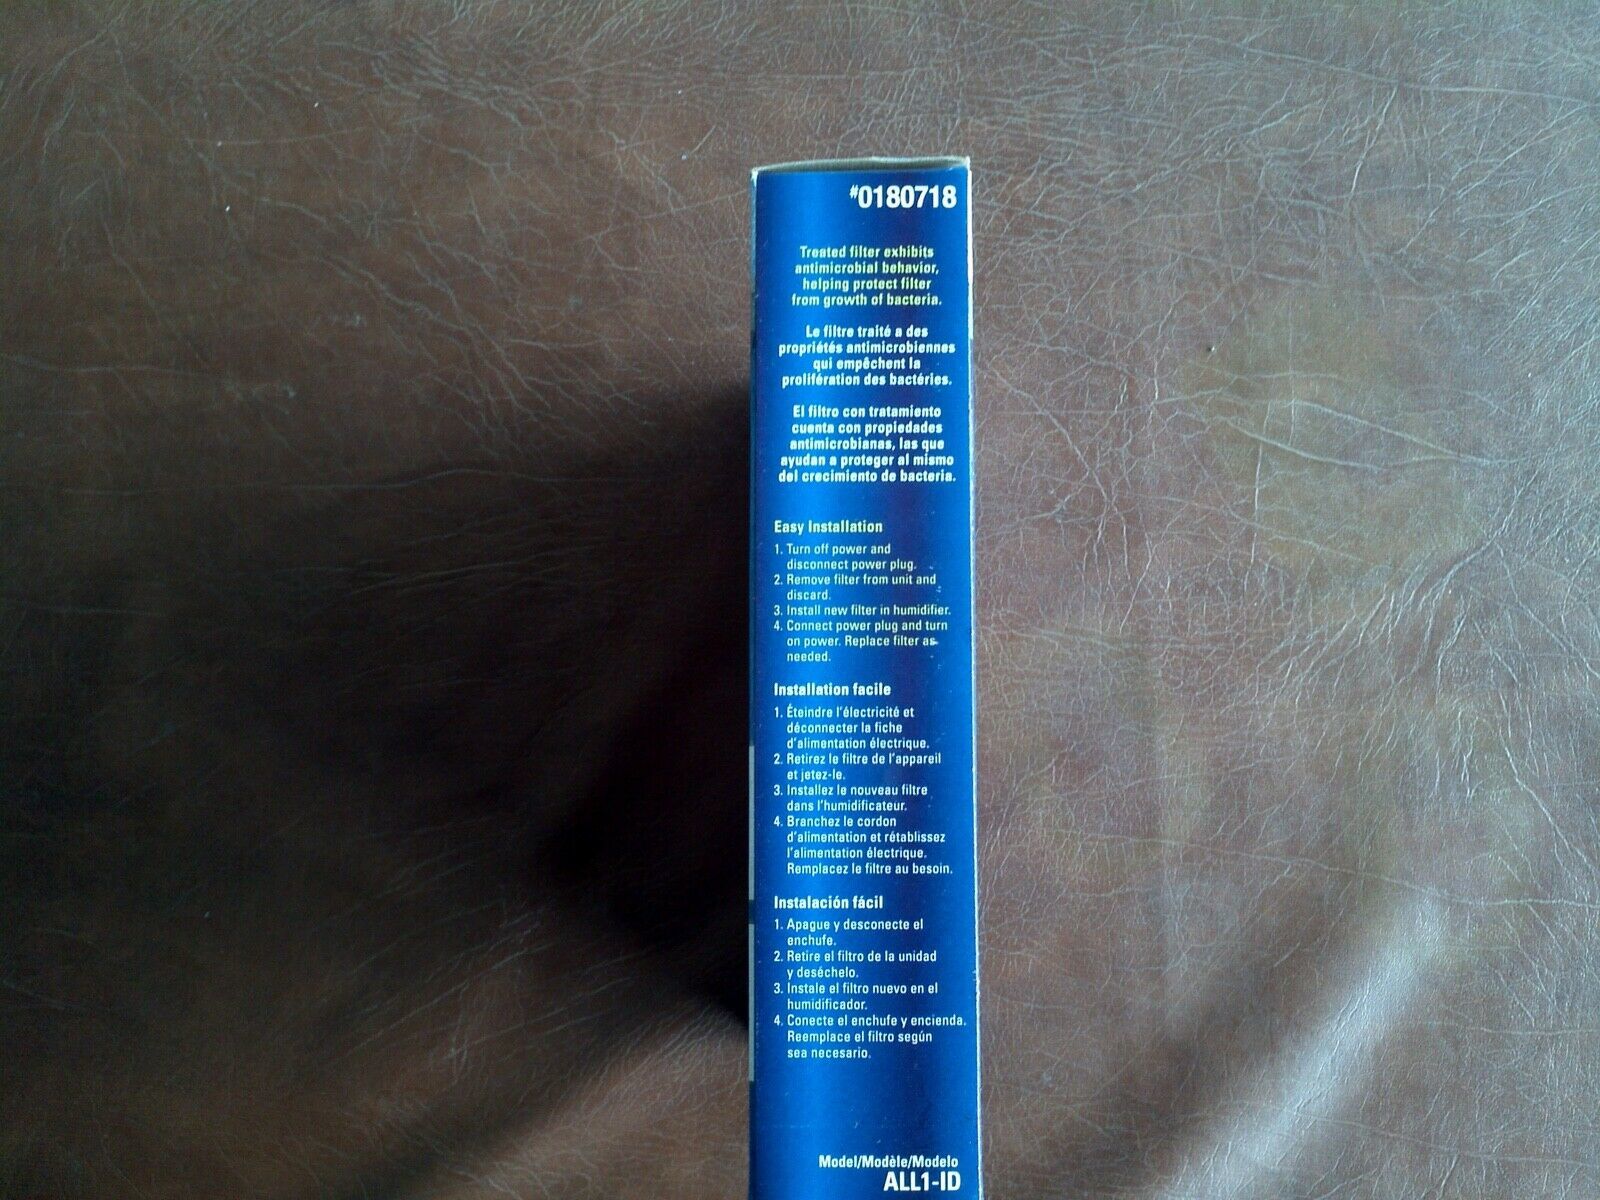 #0180718
Treated filter exhibits
antimicrobial behavior,
helping protect filter
from growth of bacteria.
Le filtre traité a des
propriétés antimicrobiennes
qui empêchent la
prolifération des bactéries.
El filtro con tratamiento
cuenta con propiedades
antimicrobianas, las que
ayudan a proteger al mismo
del crecimiento de bacteria.
Easy Installation
1. Turn off power and
disconnect power plug.
2. Remove filter from unit and
discard.
3. Install new filter in humidifier.
4. Connect power plug and turn
on power. Replace filter as
needed.
Installation facile
1. Éteindre l'électricité et
déconnecter la fiche
d'alimentation électrique.
2. Retirez le filtre de l'appareil
et jetez-le.
3. Installez le nouveau filtre
dans l'humidificateur.
4. Branchez le cordon
d'alimentation et rétablissez
l'alimentation électrique.
Remplacez le filtre au besoin.
Instalación fácil
1. Apague y desconecte el
enchufe.
2. Retire el filtro de la unidad
y deséchelo.
3. Instale el filtro nuevo en el
humidificador.
4. Conecte el enchufe y encienda.
Reemplace el filtro según
sea necesario.
Model/Modèle/Modelo
ALL1-ID